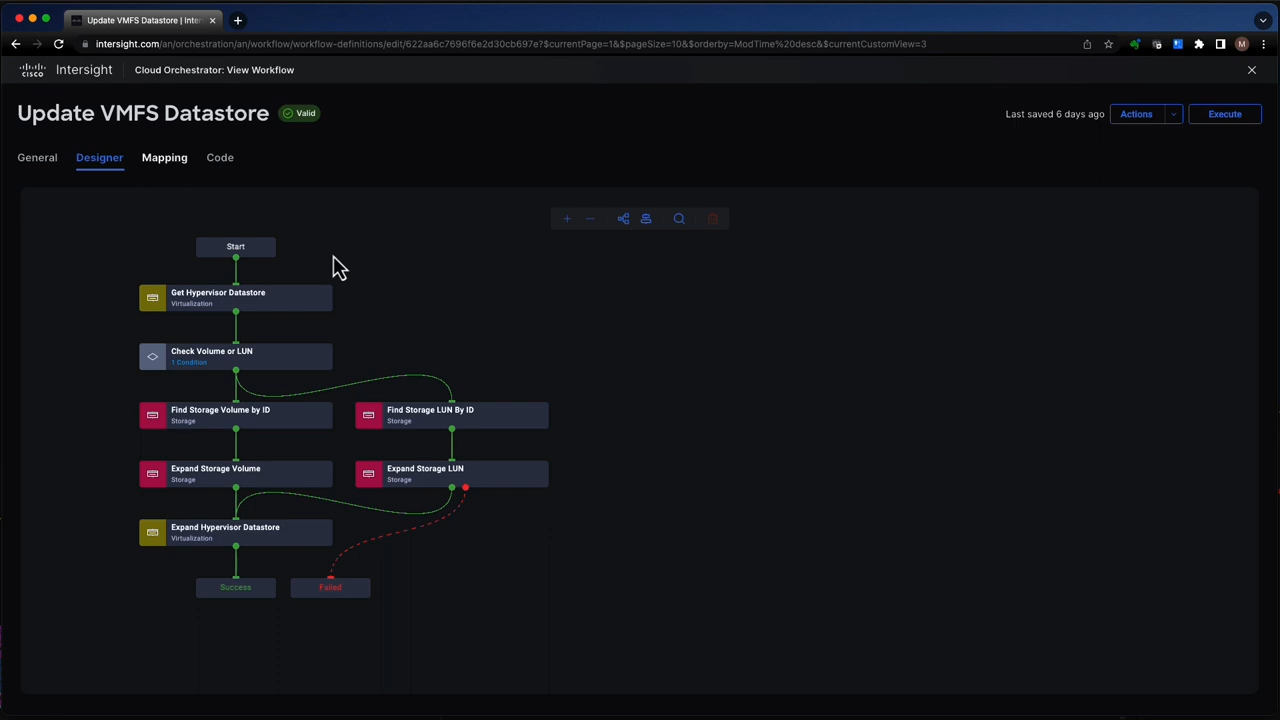 Update VMFS Datastore | Inter
intersight.com/an/orchestration/an/workflow/workflow-definitions/edit/622aa6c7696f6e2d30cb697e?$currentPage=1&$pageSize=10&$orderby=ModTime%20desc&$currentCustomView=3
M
CISCO
Intersight
Cloud Orchestrator: View Workflow
Update VMFS Datastore
Valid
Last saved 6 days ago
Actions
Execute
General
Designer
Mapping
Code
Start
Get Hypervisor Datastore
Virtualization
Check Volume or LUN
1 Condition
Find Storage Volume by ID
Storage
Find Storage LUN By ID
Storage
Expand Storage Volume
Storage
Expand Storage LUN
Storage
Expand Hypervisor Datastore
Virtualization
Success
Failed